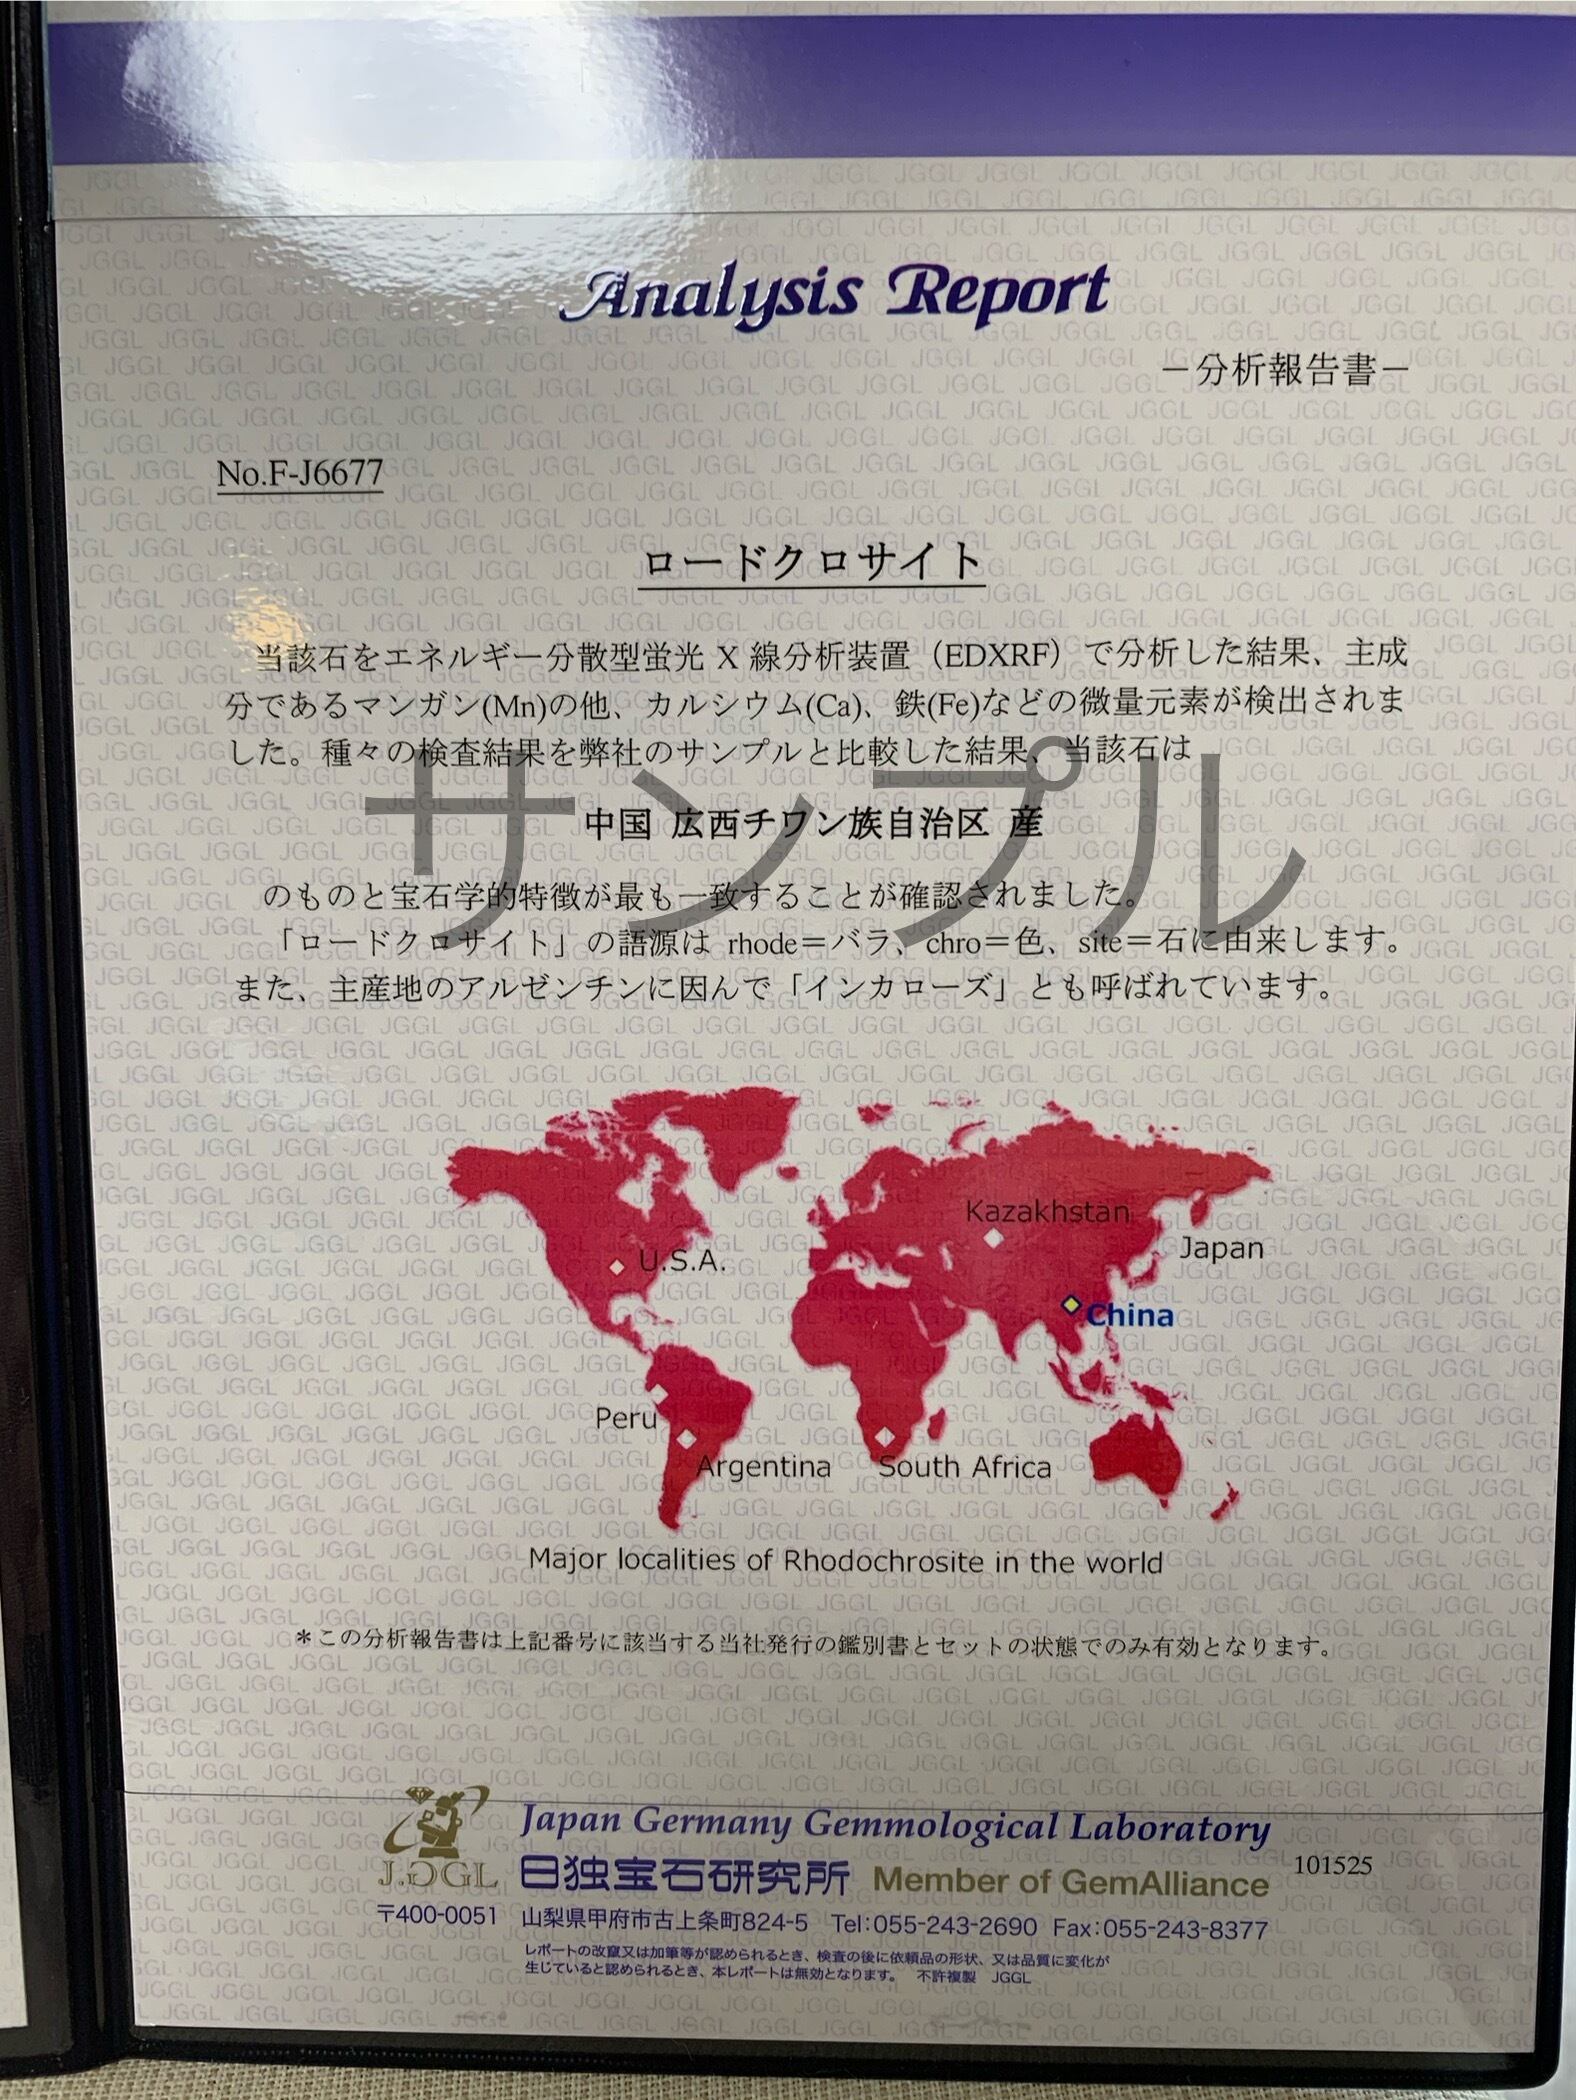 Analysis Report
－分析報告書－
No.F-J6677
ロードクロサイト
当該石をエネルギー分散型蛍光 X 線分析装置（EDXRF）で分析した結果、主成
分であるマンガン(Mn)の他、カルシウム(Ca)、鉄(Fe)などの微量元素が検出されま
した。種々の検査結果を弊社のサンプルと比較した結果、当該石は
サンプル
中国 広西チワン族自治区 産
のものと宝石学的特徴が最も一致することが確認されました。
「ロードクロサイト」の語源は rhode＝バラ、chro＝色、site＝石に由来します。
また、主産地のアルゼンチンに因んで「インカローズ」とも呼ばれています。
Kazakhstan
Japan
U.S.A.
China
Peru
Argentina
South Africa
Major localities of Rhodochrosite in the world
＊この分析報告書は上記番号に該当する当社発行の鑑別書とセットの状態でのみ有効となります。
Japan Germany Gemmological Laboratory
J.GGL 日独宝石研究所 Member of GemAlliance 101525
〒400-0051 山梨県甲府市古上条町824-5 Tel:055-243-2690 Fax:055-243-8377
レポートの改竄又は加筆等が認められるとき、検査の後に依頼品の形状、又は品質に変化が
生じていると認められるとき、本レポートは無効となります。 不許複製 JGGL